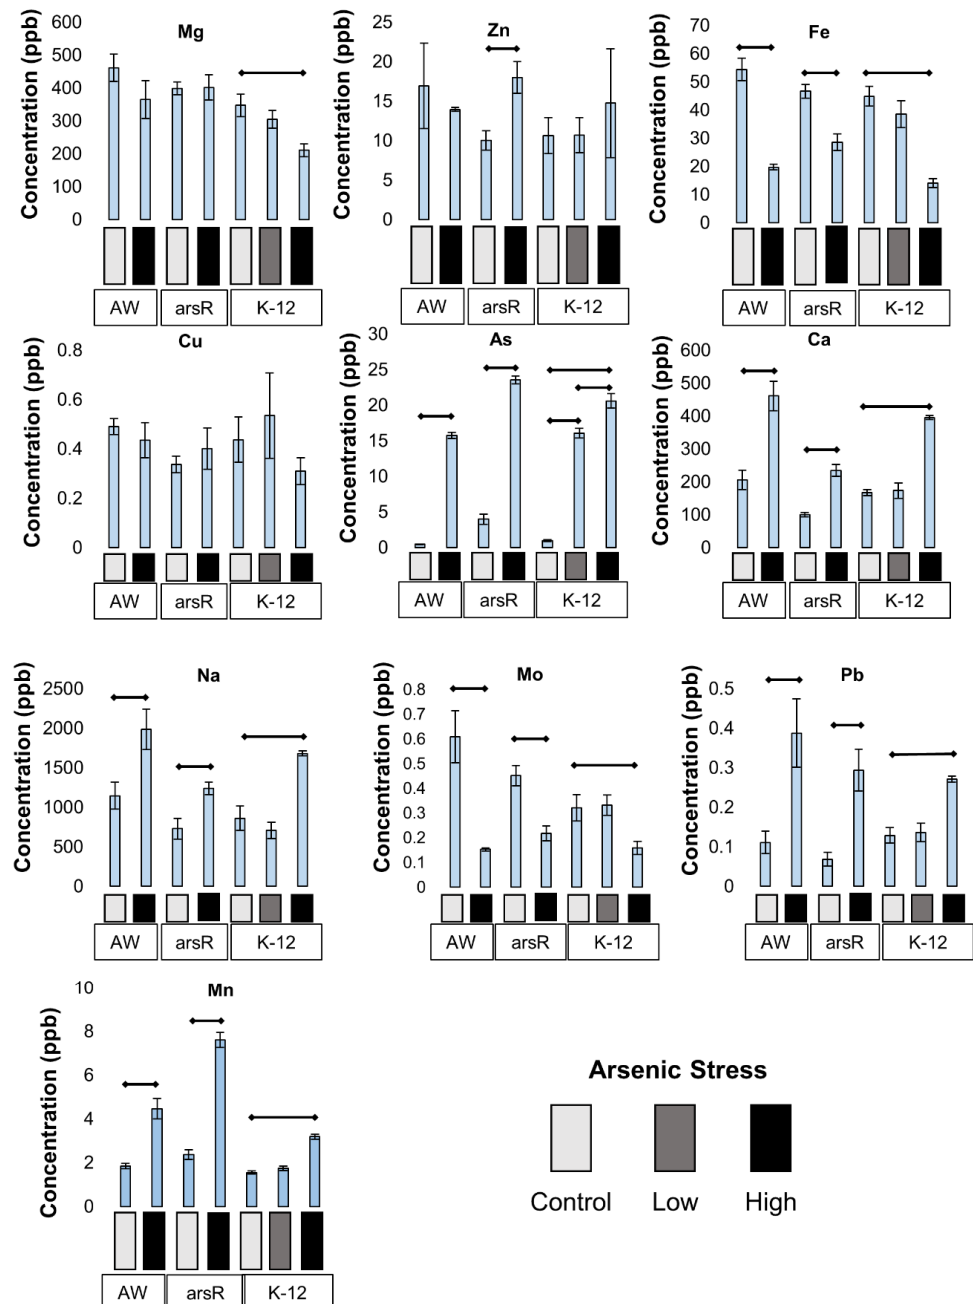 Mg
Concentration (ppb)
600
500
400
300
200
100
0
AW arsR K-12
Zn
Concentration (ppb)
25
20
15
10
5
0
AW arsR K-12
Fe
Concentration (ppb)
70
60
50
40
30
20
10
0
AW arsR K-12
Cu
Concentration (ppb)
0.8
0.6
0.4
0.2
0
AW arsR K-12
As
Concentration (ppb)
30
25
20
15
10
5
0
AW arsR K-12
Ca
Concentration (ppb)
600
500
400
300
200
100
0
AW arsR K-12
Na
Concentration (ppb)
2500
2000
1500
1000
500
0
AW arsR K-12
Mo
Concentration (ppb)
0.8
0.7
0.6
0.5
0.4
0.3
0.2
0.1
0
AW arsR K-12
Pb
Concentration (ppb)
0.5
0.4
0.3
0.2
0.1
0
AW arsR K-12
Mn
Concentration (ppb)
10
8
6
4
2
0
AW arsR K-12
Arsenic Stress
Control Low High